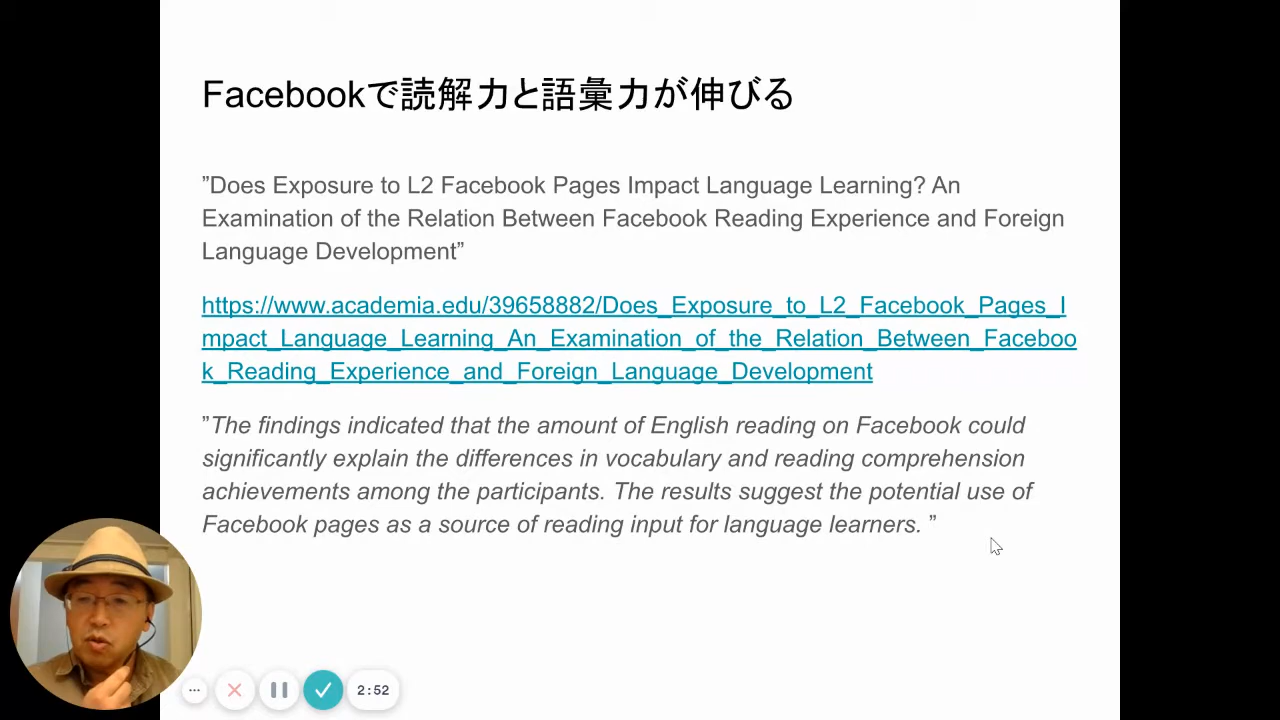 Facebookで読解力と語彙力が伸びる
”Does Exposure to L2 Facebook Pages Impact Language Learning? An
Examination of the Relation Between Facebook Reading Experience and Foreign
Language Development”
https://www.academia.edu/39658882/Does_Exposure_to_L2_Facebook_Pages_I
mpact_Language_Learning_An_Examination_of_the_Relation_Between_Faceboo
k_Reading_Experience_and_Foreign_Language_Development
”The findings indicated that the amount of English reading on Facebook could
significantly explain the differences in vocabulary and reading comprehension
achievements among the participants. The results suggest the potential use of
Facebook pages as a source of reading input for language learners. ”
2:52